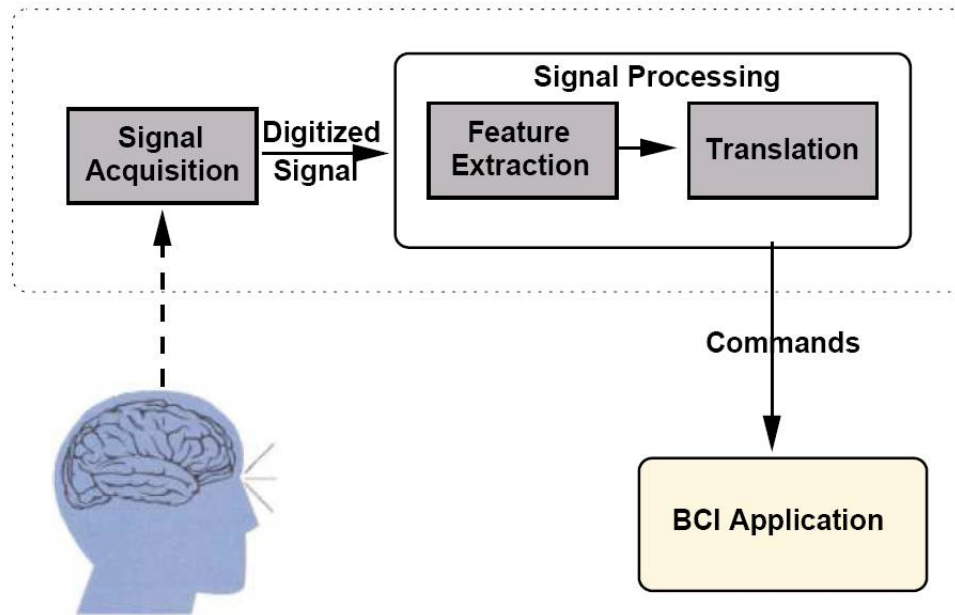 Signal Processing
Signal
Acquisition
Digitized
Signal
Feature
Extraction
Translation
Commands
BCI Application